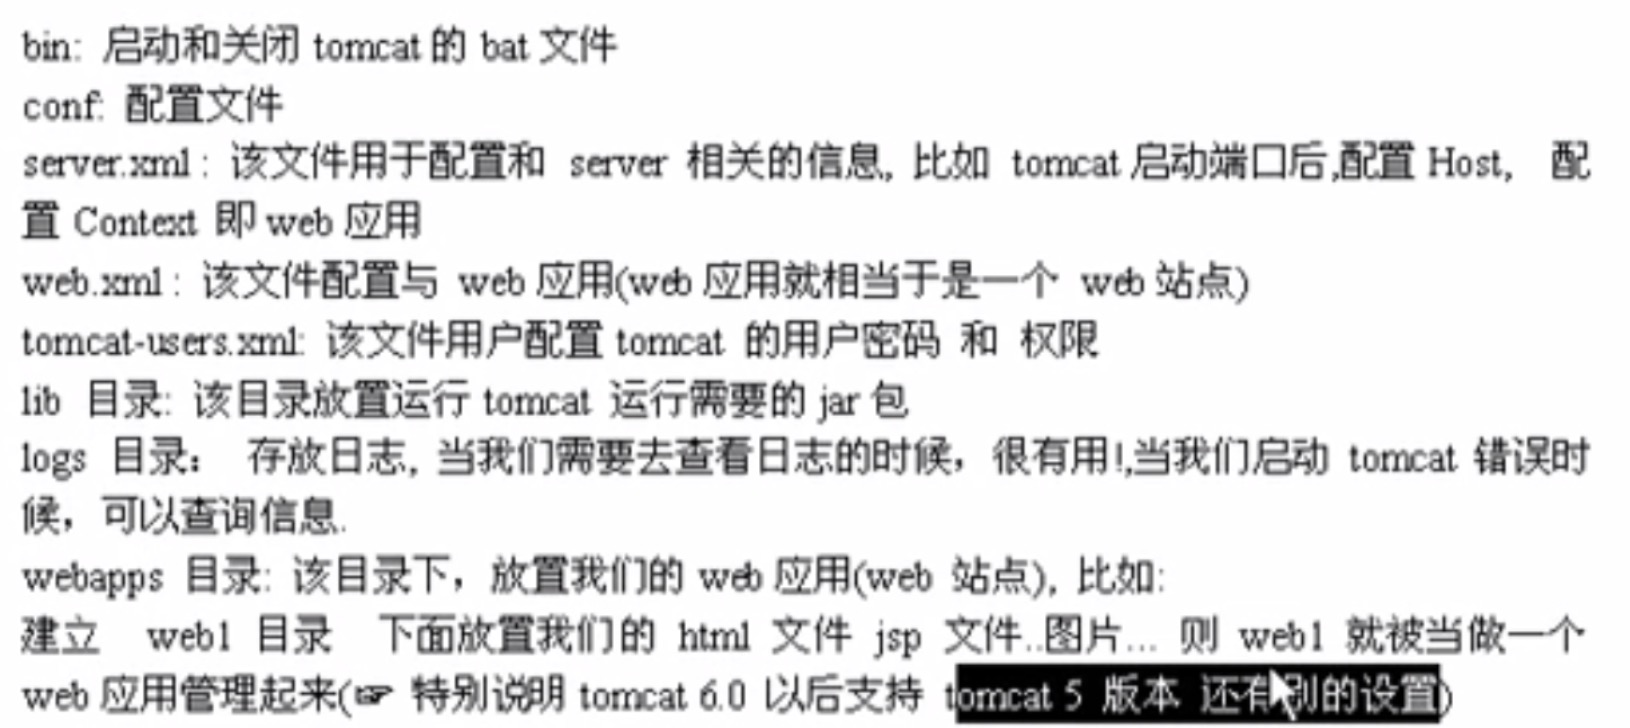 bin: 启动和关闭 tomcat 的 bat 文件
conf: 配置文件
server.xml : 该文件用于配置和 server 相关的信息, 比如 tomcat 启动端口后,配置 Host, 配
置 Context 即 web 应用
web.xml : 该文件配置与 web 应用(web 应用就相当于是一个 web 站点)
tomcat-users.xml: 该文件用户配置 tomcat 的用户密码 和 权限
lib 目录: 该目录放置运行 tomcat 运行需要的 jar 包
logs 目录： 存放日志, 当我们需要去查看日志的时候，很有用!,当我们启动 tomcat 错误时
候，可以查询信息.
webapps 目录: 该目录下，放置我们的 web 应用(web 站点), 比如:
建立 web1 目录 下面放置我们的 html 文件 jsp 文件..图片... 则 web1 就被当做一个
web 应用管理起来(☞ 特别说明 tomcat 6.0 以后支持 tomcat 5 版本 还有别的设置)